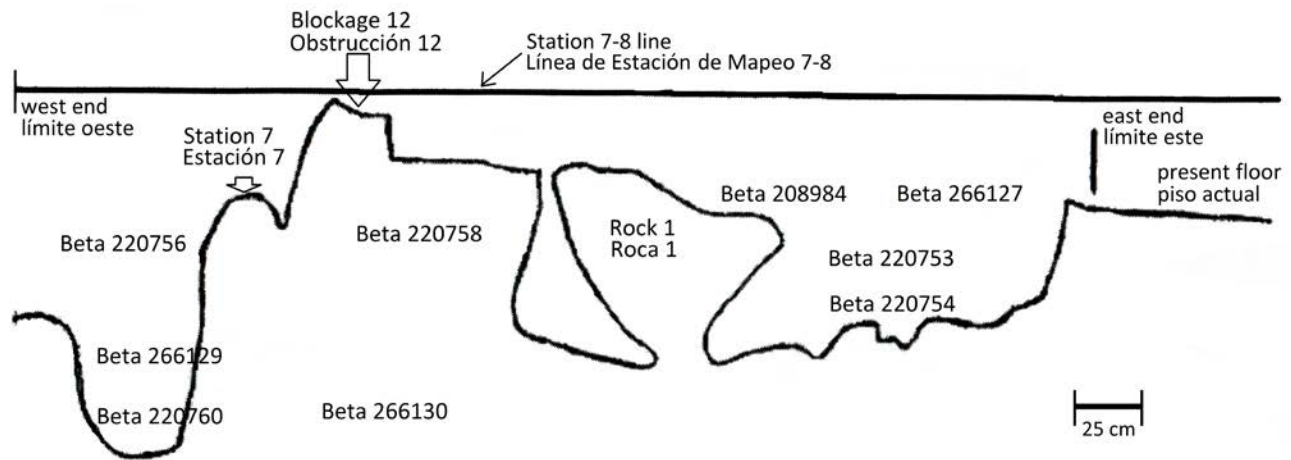 Blockage 12
Obstrucción 12
Station 7-8 line
Línea de Estación de Mapeo 7-8
west end
límite oeste
Station 7
Estación 7
east end
límite este
present floor
piso actual
Beta 208984
Beta 266127
Beta 220756
Beta 220758
Rock 1
Roca 1
Beta 220753
Beta 220754
Beta 266129
Beta 220760
Beta 266130
25 cm